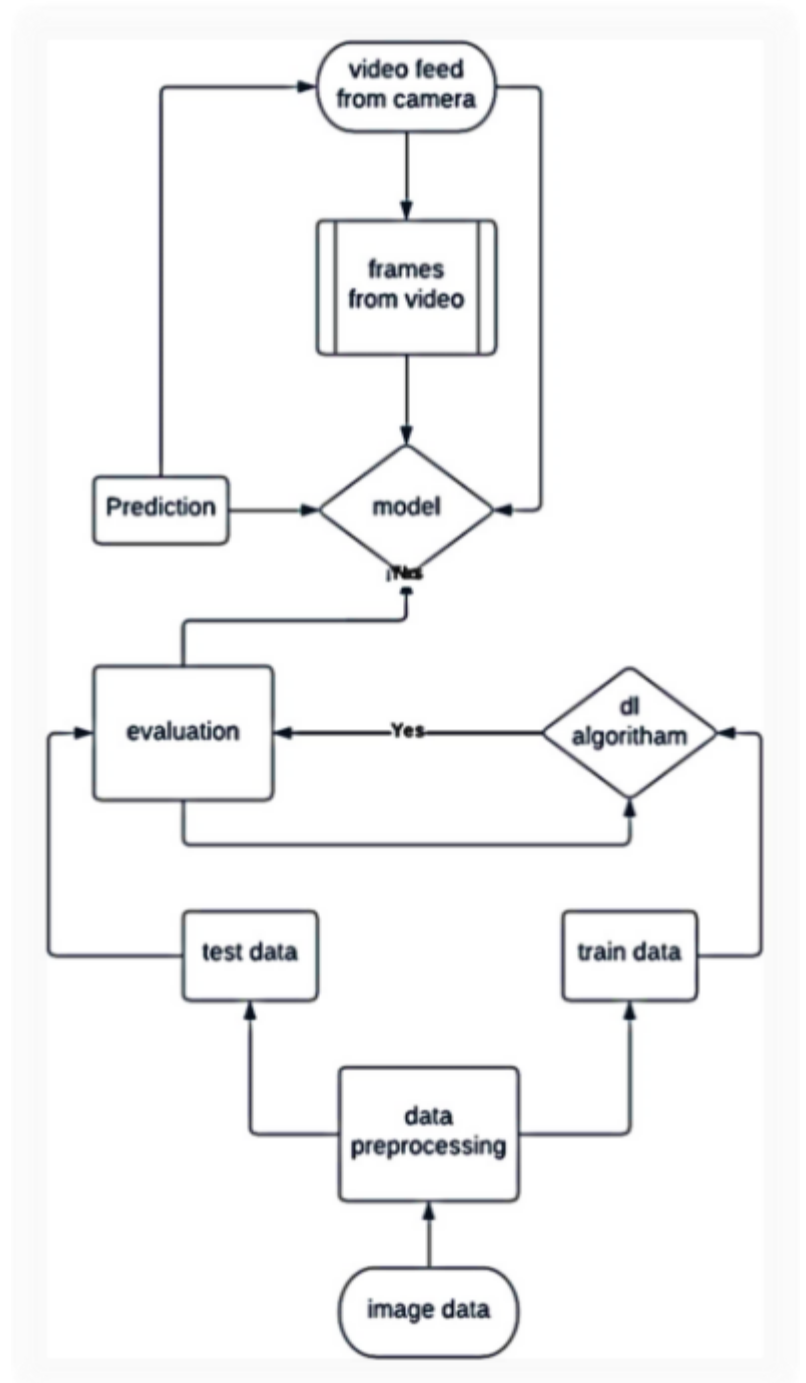 video feed
from camera
frames
from video
Prediction
model
evaluation
Yes
dl
algoritham
test data
train data
data
preprocessing
image data